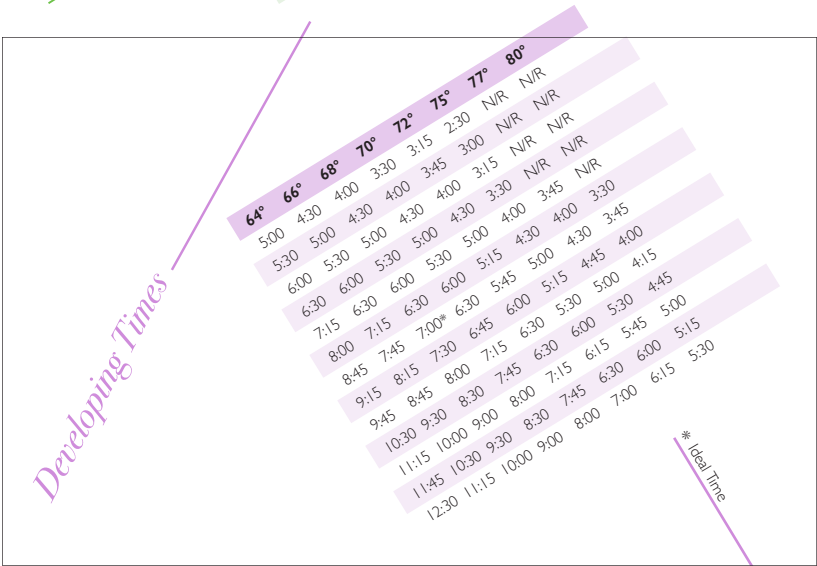 Developing Times
64° 66° 68° 70° 72° 75° 77° 80°
5:00 4:30 4:00 3:30 3:15 2:30 N/R N/R
5:30 5:00 4:30 4:00 3:45 3:00 N/R N/R
6:00 5:30 5:00 4:30 4:00 3:15 N/R N/R
6:30 6:00 5:30 5:00 4:30 3:30 N/R N/R
7:15 6:30 6:00 5:30 5:00 4:00 3:45 N/R
8:00 7:15 6:30 6:00 5:15 4:30 4:00 3:30
8:45 7:45 7:00* 6:30 5:45 5:00 4:30 3:45
9:15 8:15 7:30 6:45 6:00 5:15 4:45 4:00
9:45 8:45 8:00 7:15 6:30 5:30 5:00 4:15
10:30 9:30 8:30 7:45 6:30 6:00 5:30 4:45
11:15 10:00 9:00 8:00 7:15 6:15 5:45 5:00
11:45 10:30 9:30 8:30 7:45 6:30 6:00 5:15
12:30 11:15 10:00 9:00 8:00 7:00 6:15 5:30
* Ideal Time